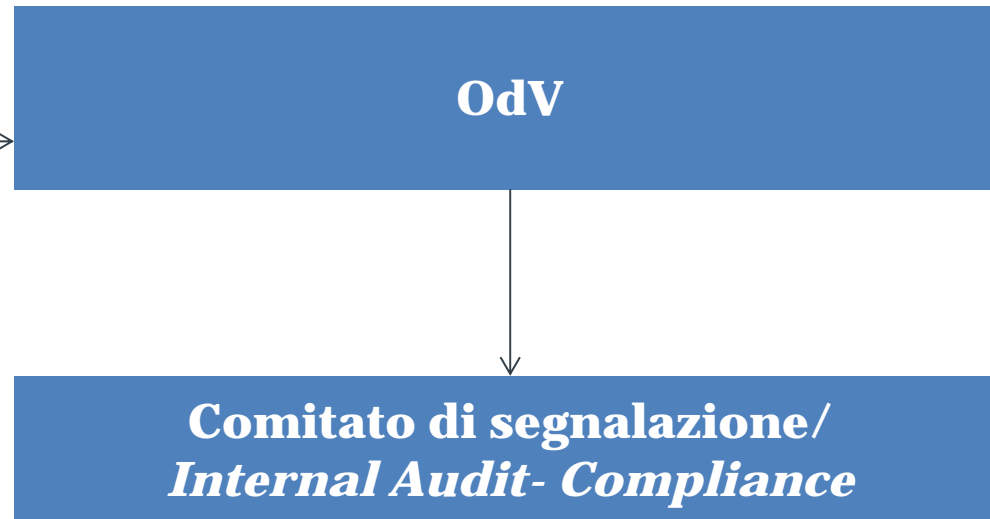 OdV
Comitato di segnalazione/
Internal Audit- Compliance